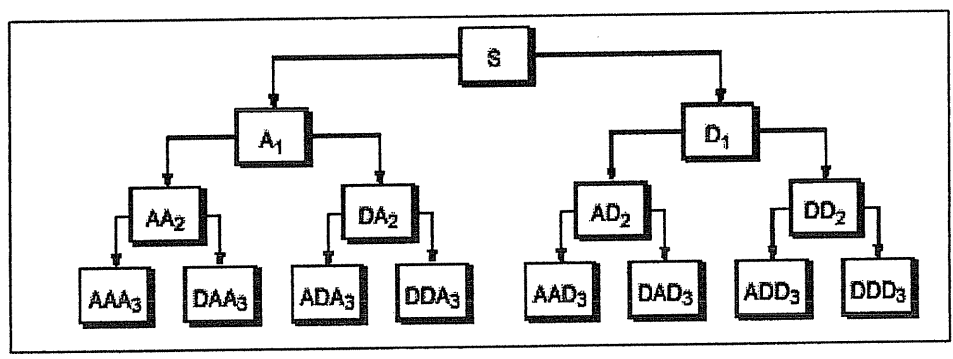 S
A₁ D₁
AA₂ DA₂ AD₂ DD₂
AAA₃ DAA₃ ADA₃ DDA₃ AAD₃ DAD₃ ADD₃ DDD₃